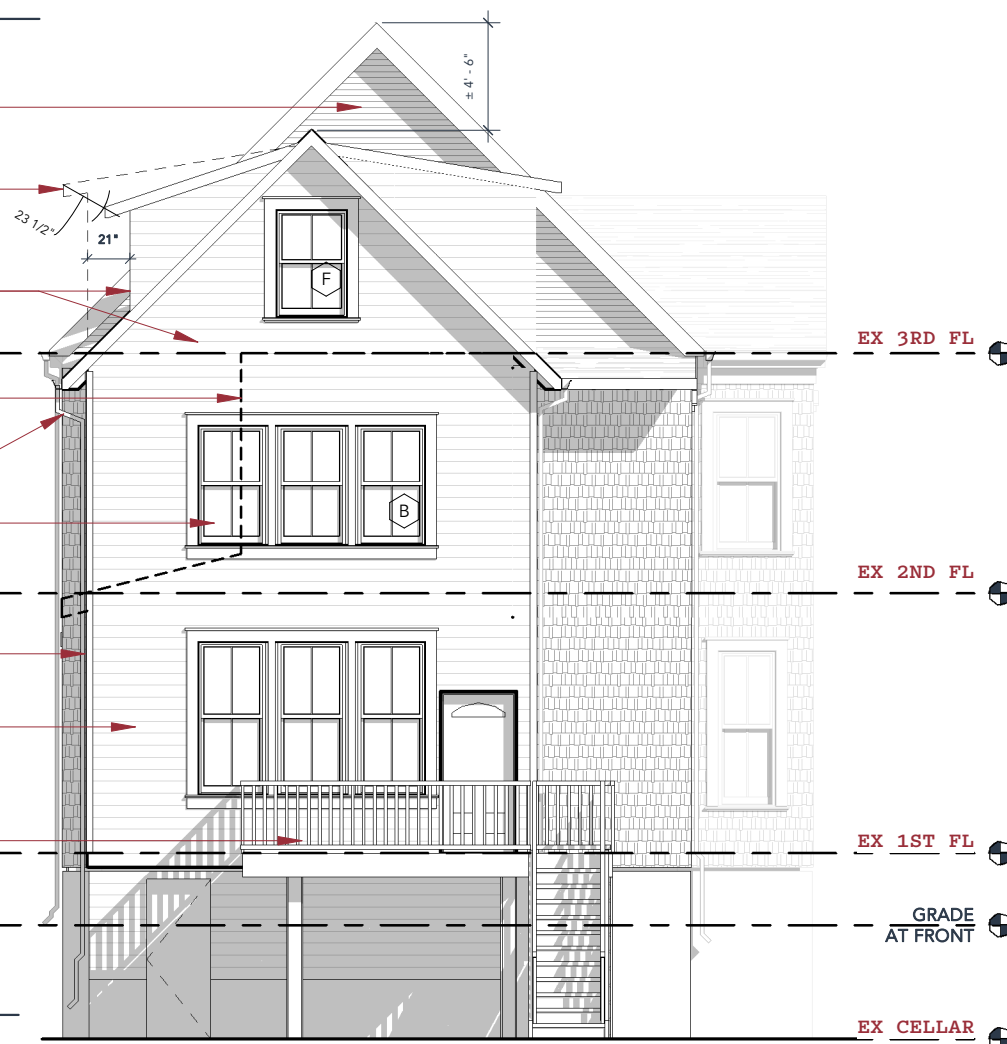 ± 4' - 6"
23 1/2"
21"
F
EX 3RD FL
B
EX 2ND FL
EX 1ST FL
GRADE
AT FRONT
EX CELLAR